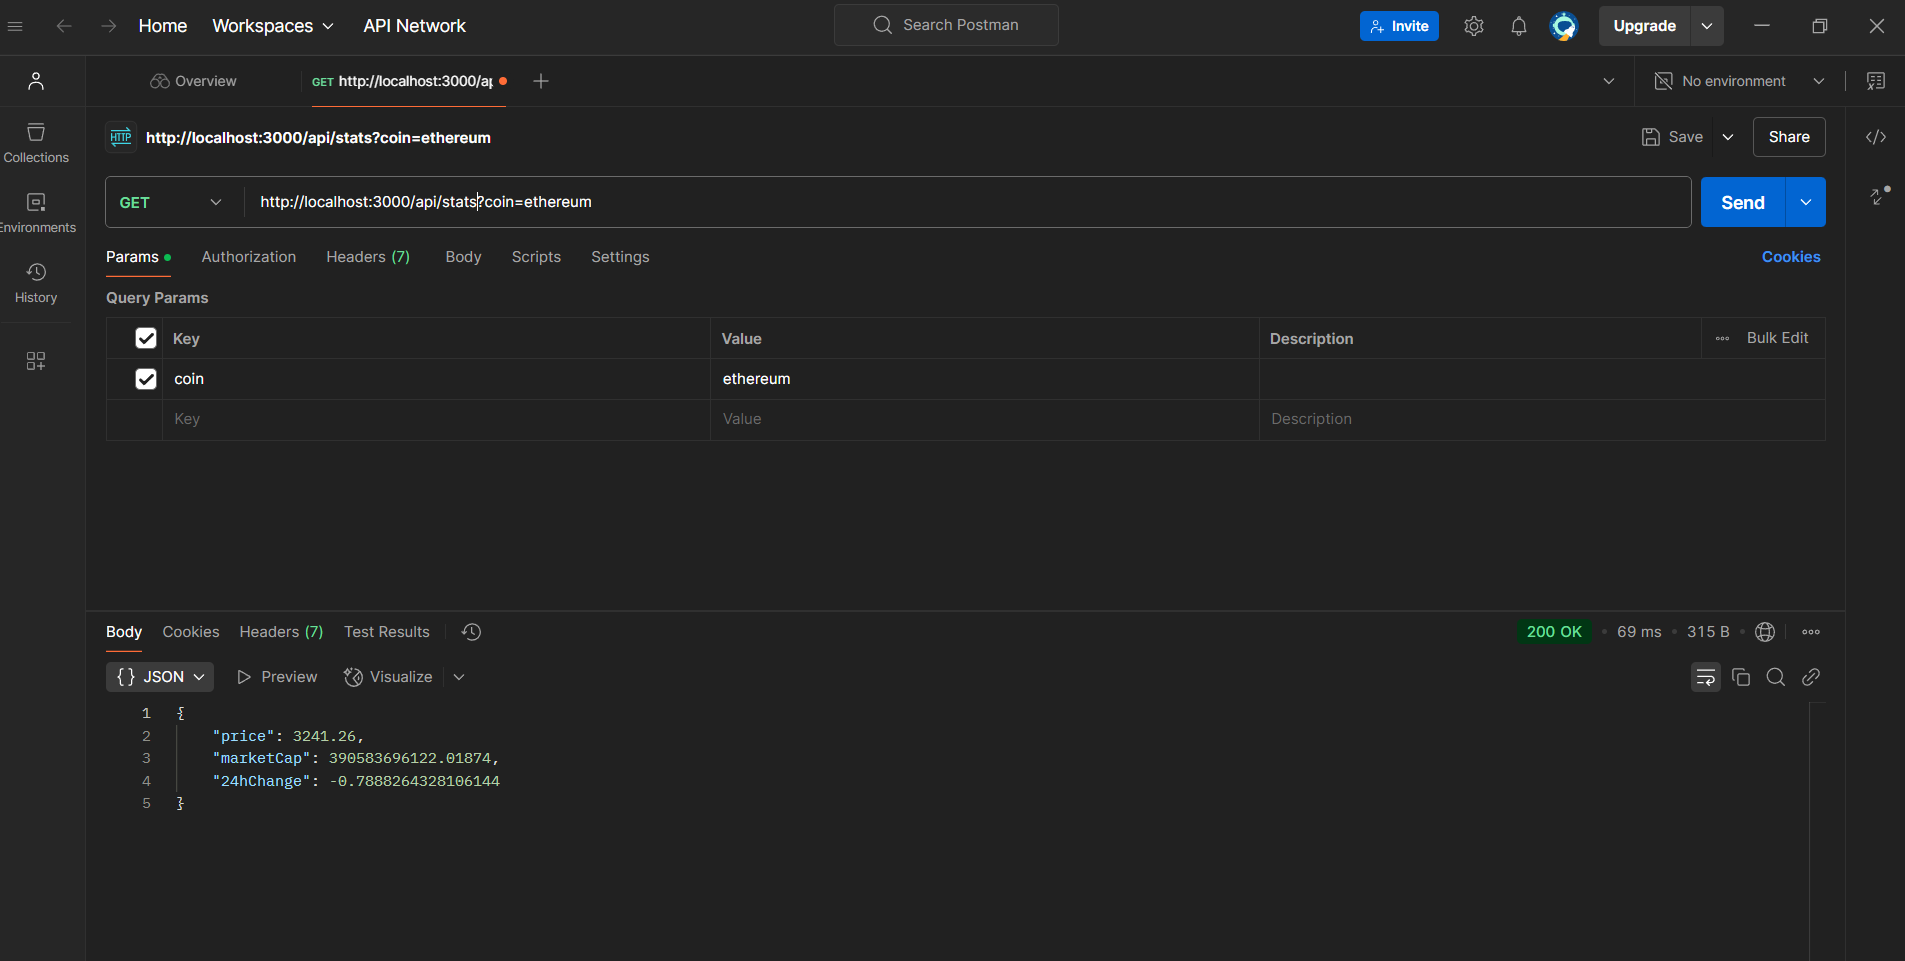 Home Workspaces API Network Search Postman Invite Upgrade
Overview GET http://localhost:3000/ap No environment
HTTP http://localhost:3000/api/stats?coin=ethereum Save Share
Collections
GET http://localhost:3000/api/stats?coin=ethereum Send
Environments
Params Authorization Headers (7) Body Scripts Settings Cookies
History
Query Params
Key Value Description Bulk Edit
coin ethereum
Key Value Description
Body Cookies Headers (7) Test Results 200 OK • 69 ms • 315 B •
{} JSON Preview Visualize
1 {
2 "price": 3241.26,
3 "marketCap": 390583696122.01874,
4 "24hChange": -0.7888264328106144
5 }